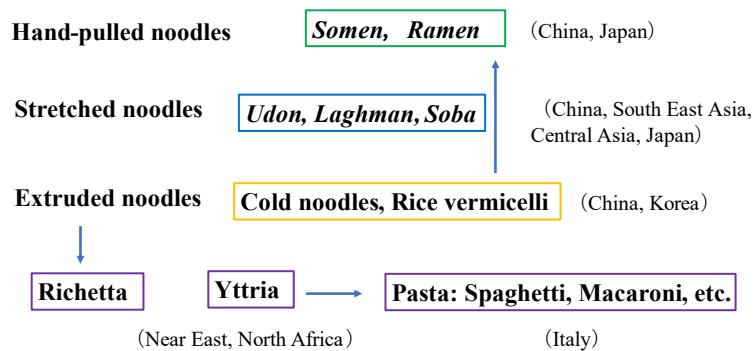 Hand-pulled noodles Somen, Ramen (China, Japan)
Stretched noodles Udon, Laghman, Soba (China, South East Asia,
Central Asia, Japan)
Extruded noodles Cold noodles, Rice vermicelli (China, Korea)
Richetta Yttria Pasta: Spaghetti, Macaroni, etc.
(Near East, North Africa) (Italy)